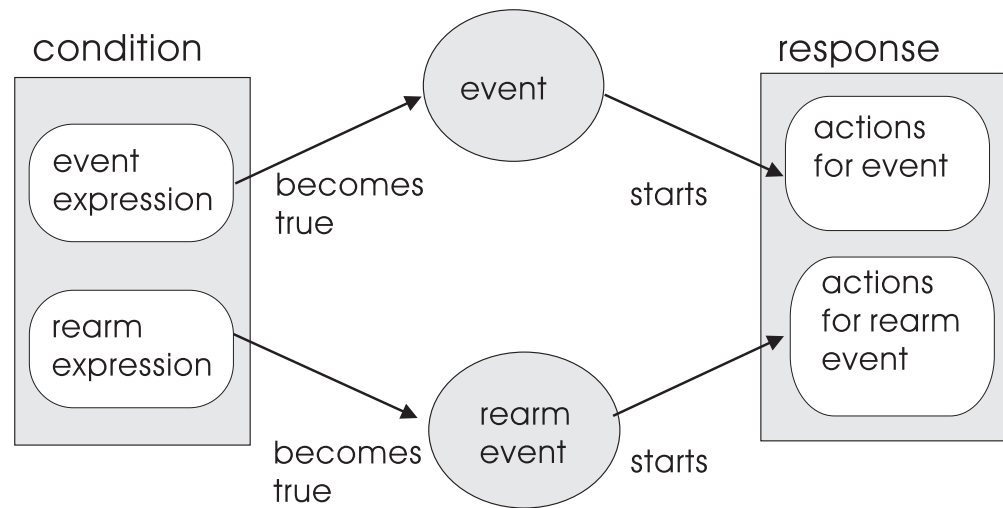 condition
event
expression
rearm
expression
becomes
true
event
starts
becomes
true
rearm
event
starts
response
actions
for event
actions
for rearm
event